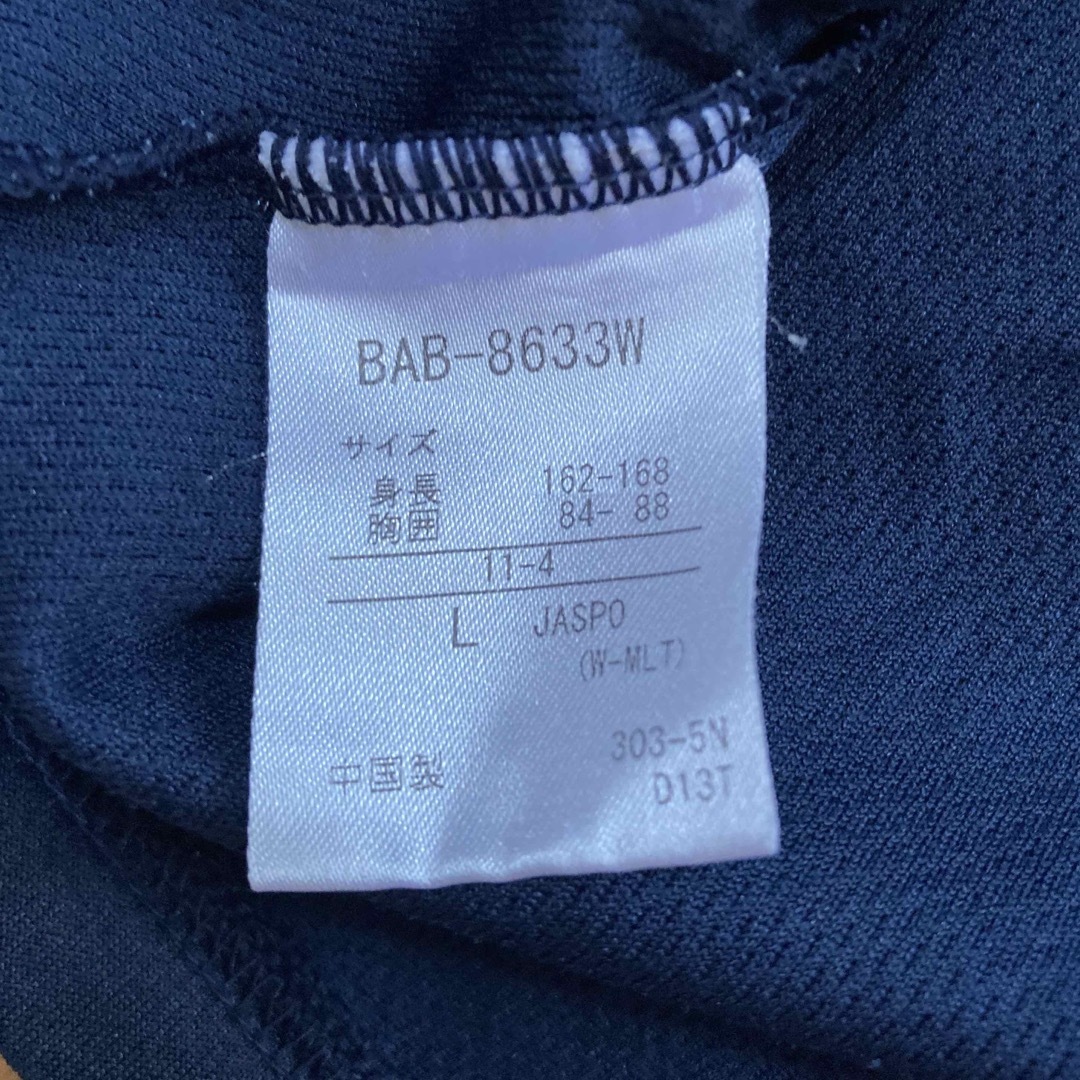 BAB-8633W
サイズ
身長 162-168
胸囲 84- 88
11-4
L JASPO
(W-MLT)
303-5N
中国製 D13T